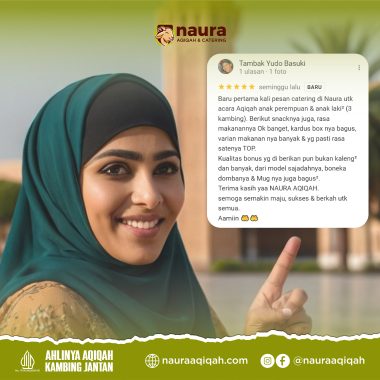 naura
AQIQAH & CATERING
Tambak Yudo Basuki
1 ulasan · 1 foto
seminggu lalu BARU
Baru pertama kali pesan catering di Naura utk
acara Aqiqah anak perempuan & anak laki² (3
kambing). Berikut snacknya juga, rasa
makanannya Ok banget, kardus box nya bagus,
varian makanan nya banyak & yg pasti rasa
satenya TOP.
Kualitas bonus yg di berikan pun bukan kaleng²
dan banyak, dari model sajadahnya, boneka
dombanya & Mug nya juga bagus².
Terima kasih yaa NAURA AQIQAH.
semoga semakin maju, sukses & berkah utk
semua.
Aamiin
AHLINYA AQIQAH
KAMBING JANTAN
nauraaqiqah.com
@nauraaqiqah